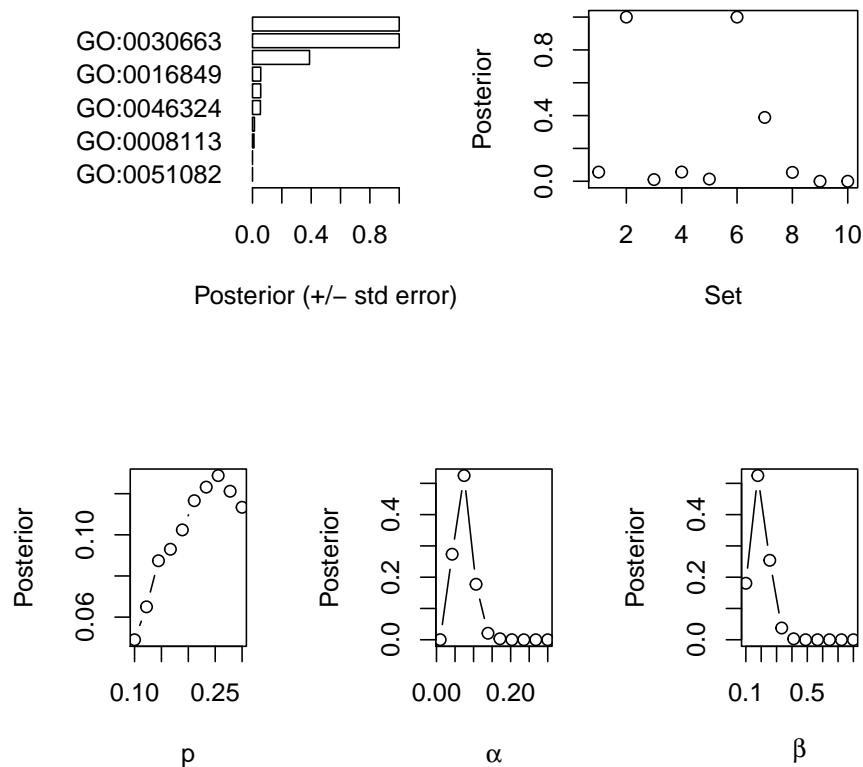 GO:0030663
GO:0016849
GO:0046324
GO:0008113
GO:0051082
0.0 0.4 0.8
Posterior (+/− std error)
Posterior
0.0 0.4 0.8
2 4 6 8 10
Set
Posterior
0.06 0.10
0.10 0.25
p
Posterior
0.0 0.2 0.4
0.00 0.20
α
Posterior
0.0 0.2 0.4
0.1 0.5
β